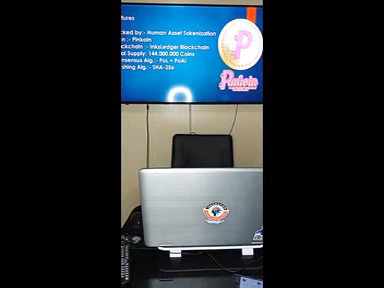 tures
cked by:- Human Asset Tokenization
n :- Pinkoin
ckchain :- InksLedger Blockchain
al Supply: 144,000,000 Coins
nsensus Alg:- PoL + PoAI
shing Alg:- SHA-256
Pinkoin